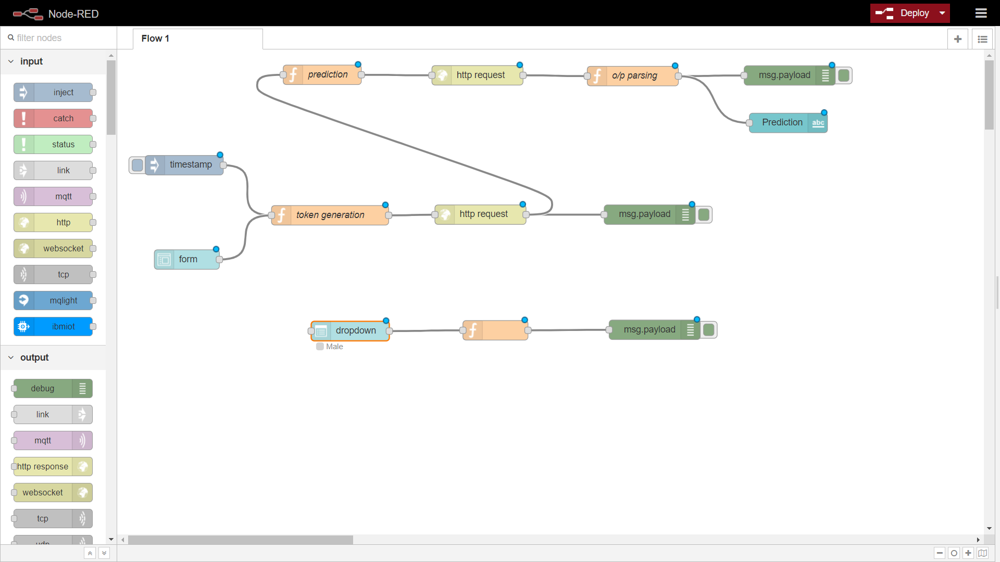 Node-RED
Deploy
filter nodes
Flow 1
input
inject
catch
status
link
mqtt
http
websocket
tcp
mqlight
ibmiot
output
debug
link
mqtt
http response
websocket
tcp
udp
prediction
http request
o/p parsing
msg.payload
Prediction
abc
timestamp
token generation
http request
msg.payload
form
dropdown
msg.payload
Male